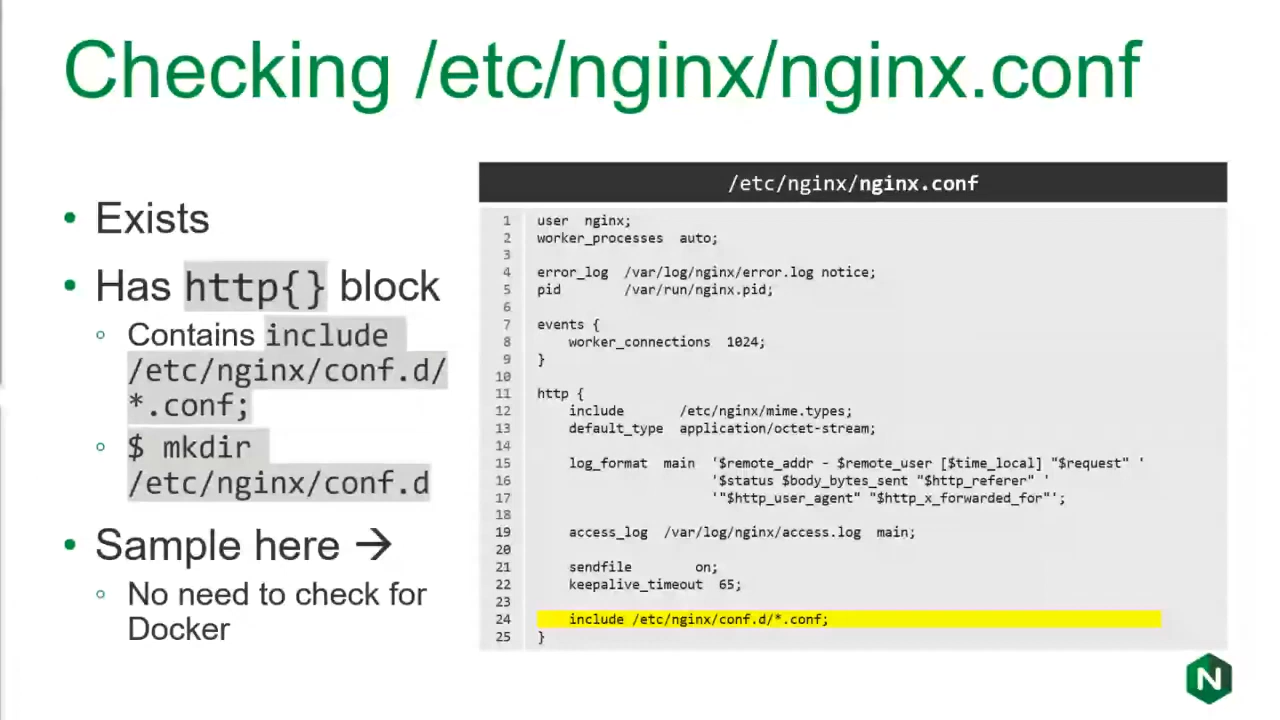 Checking /etc/nginx/nginx.conf
• Exists
• Has http{} block
◦ Contains include
/etc/nginx/conf.d/
*.conf;
◦ $ mkdir
/etc/nginx/conf.d
• Sample here →
◦ No need to check for
Docker
/etc/nginx/nginx.conf
1 user  nginx;
2 worker_processes  auto;
3
4 error_log  /var/log/nginx/error.log notice;
5 pid        /var/run/nginx.pid;
6
7 events {
8     worker_connections  1024;
9 }
10
11 http {
12     include       /etc/nginx/mime.types;
13     default_type  application/octet-stream;
14
15     log_format  main  '$remote_addr - $remote_user [$time_local] "$request" '
16                       '$status $body_bytes_sent "$http_referer" '
17                       '"$http_user_agent" "$http_x_forwarded_for"';
18
19     access_log  /var/log/nginx/access.log  main;
20
21     sendfile        on;
22     keepalive_timeout  65;
23
24     include /etc/nginx/conf.d/*.conf;
25 }
N